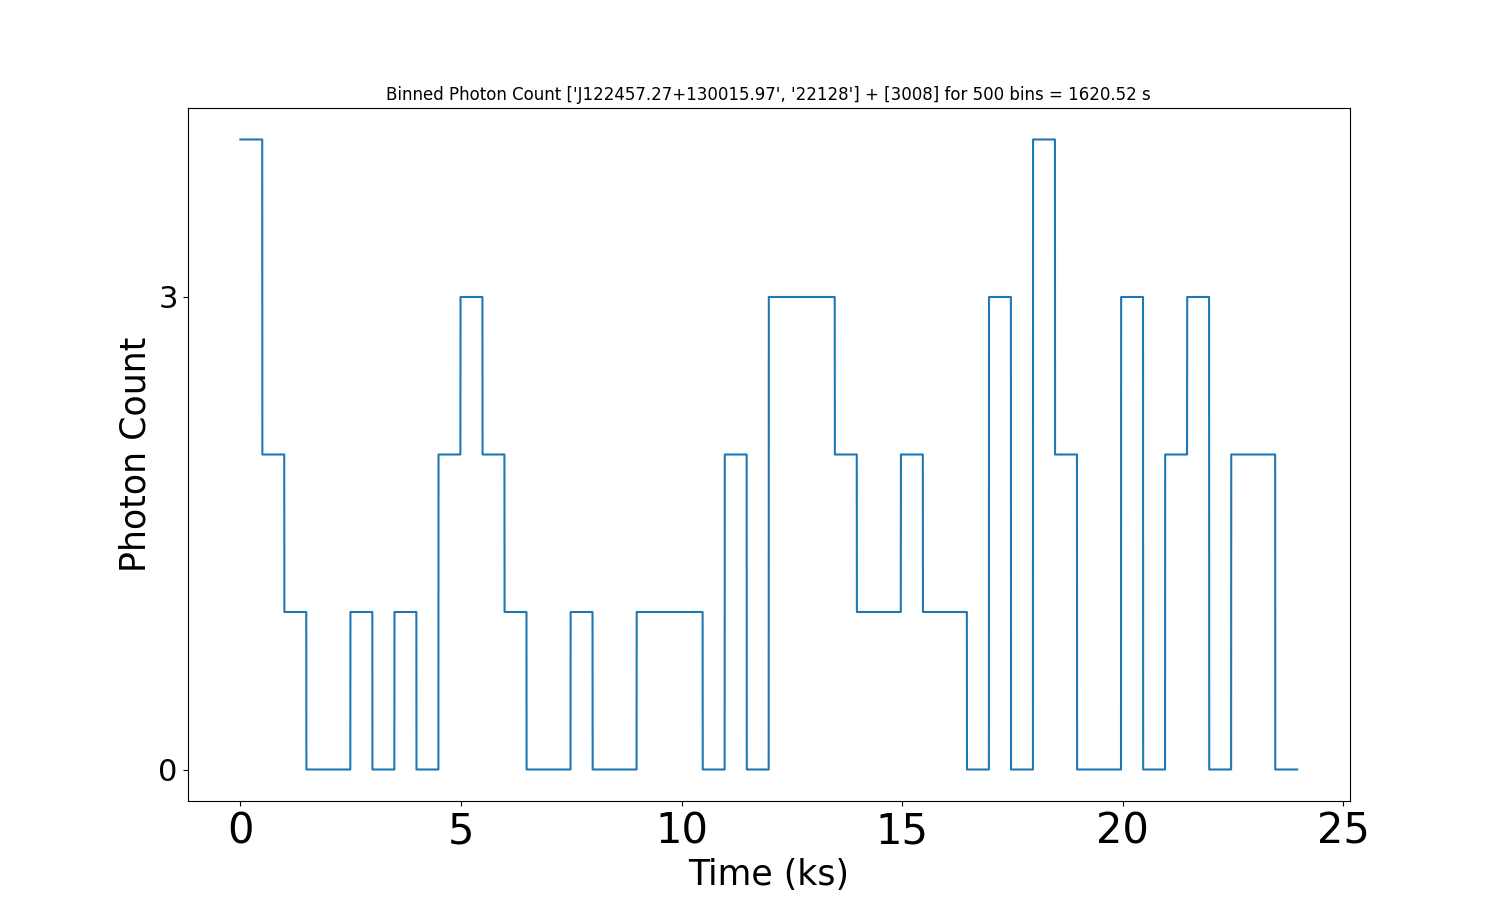 Binned Photon Count ['J122457.27+130015.97', '22128'] + [3008] for 500 bins = 1620.52 s
3
0
Photon Count
0 5 10 15 20 25
Time (ks)